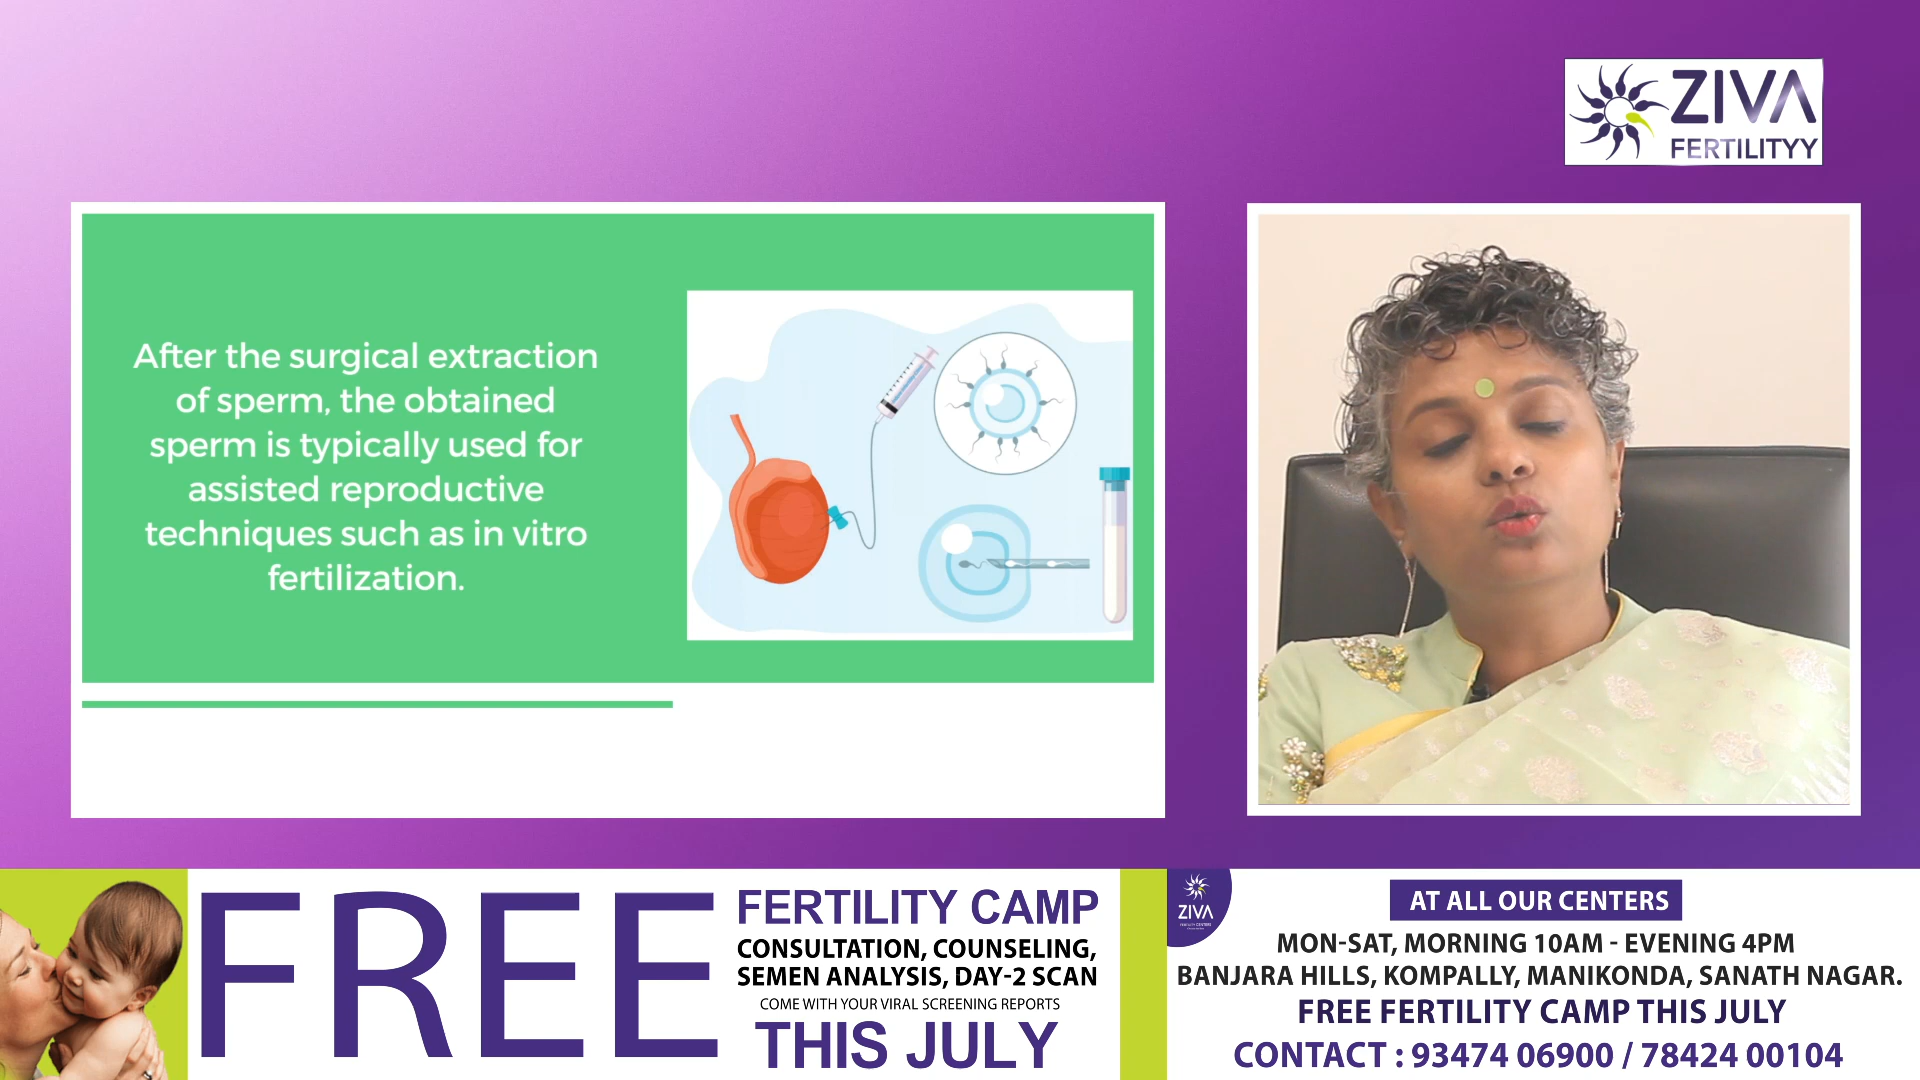 ZIVA
FERTILITYY
After the surgical extraction
of sperm, the obtained
sperm is typically used for
assisted reproductive
techniques such as in vitro
fertilization.
FREE
FERTILITY CAMP
CONSULTATION, COUNSELING,
SEMEN ANALYSIS, DAY-2 SCAN
COME WITH YOUR VIRAL SCREENING REPORTS
THIS JULY
ZIVA
AT ALL OUR CENTERS
MON-SAT, MORNING 10AM - EVENING 4PM
BANJARA HILLS, KOMPALLY, MANIKONDA, SANATH NAGAR.
FREE FERTILITY CAMP THIS JULY
CONTACT : 93474 06900 / 78424 00104